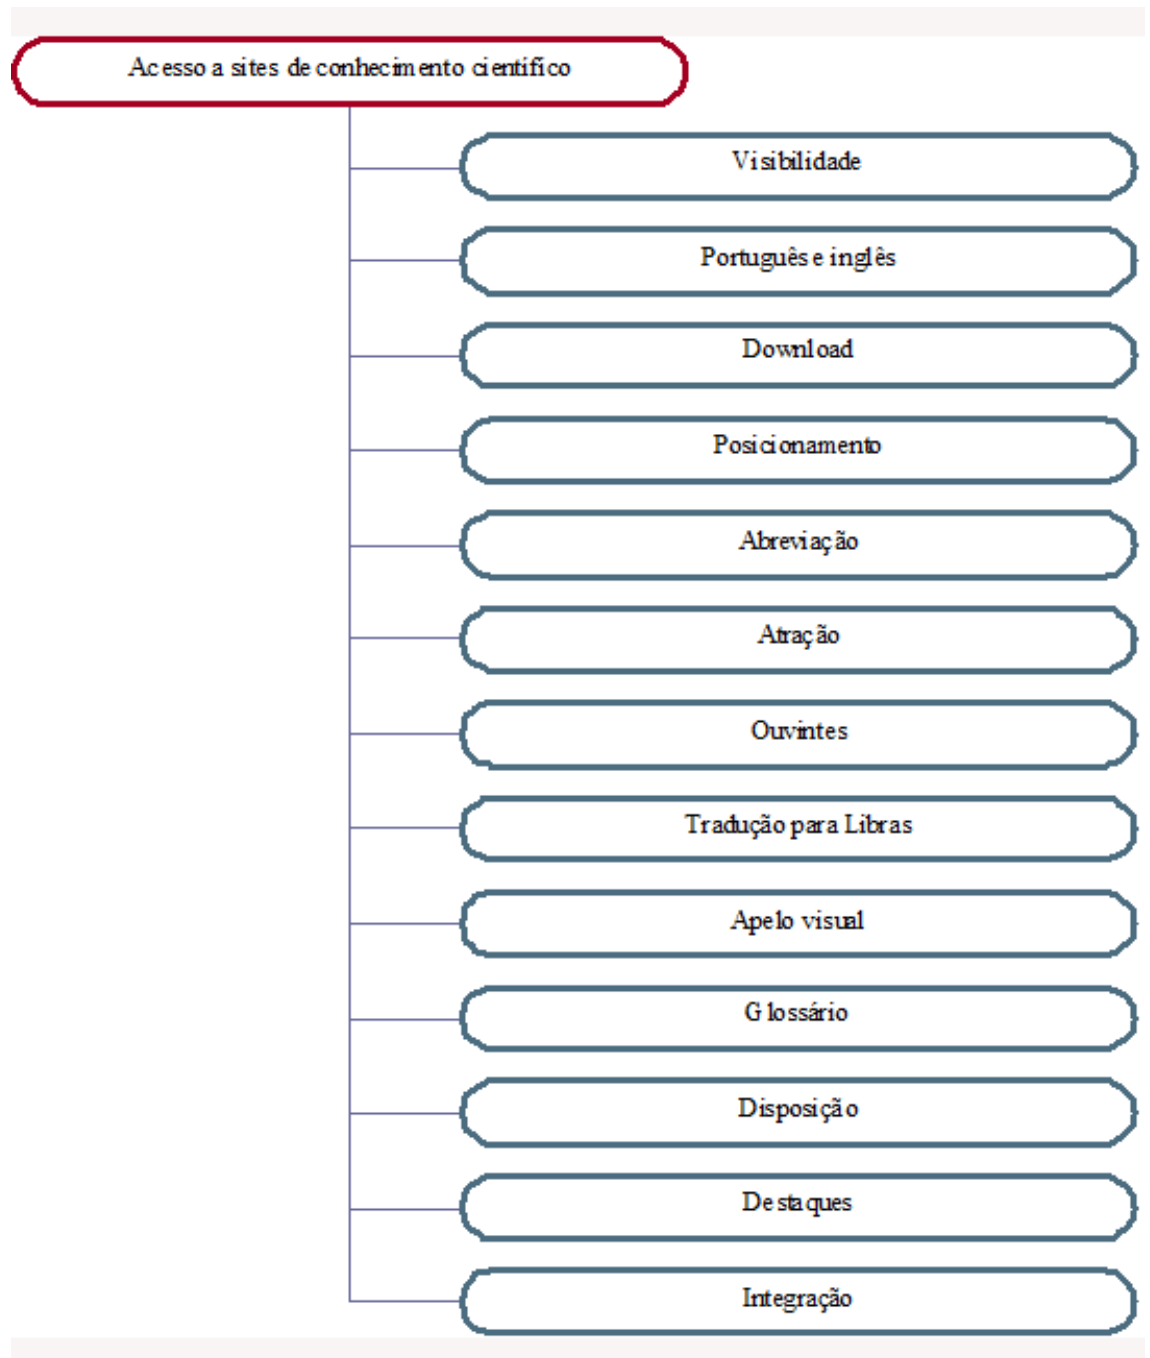 Acesso a sites de conhecimento científico
Visibilidade
Português e inglês
Download
Posicionamento
Abreviação
Atração
Ouvintes
Tradução para Libras
Apelo visual
Glossário
Disposição
Destaques
Integração